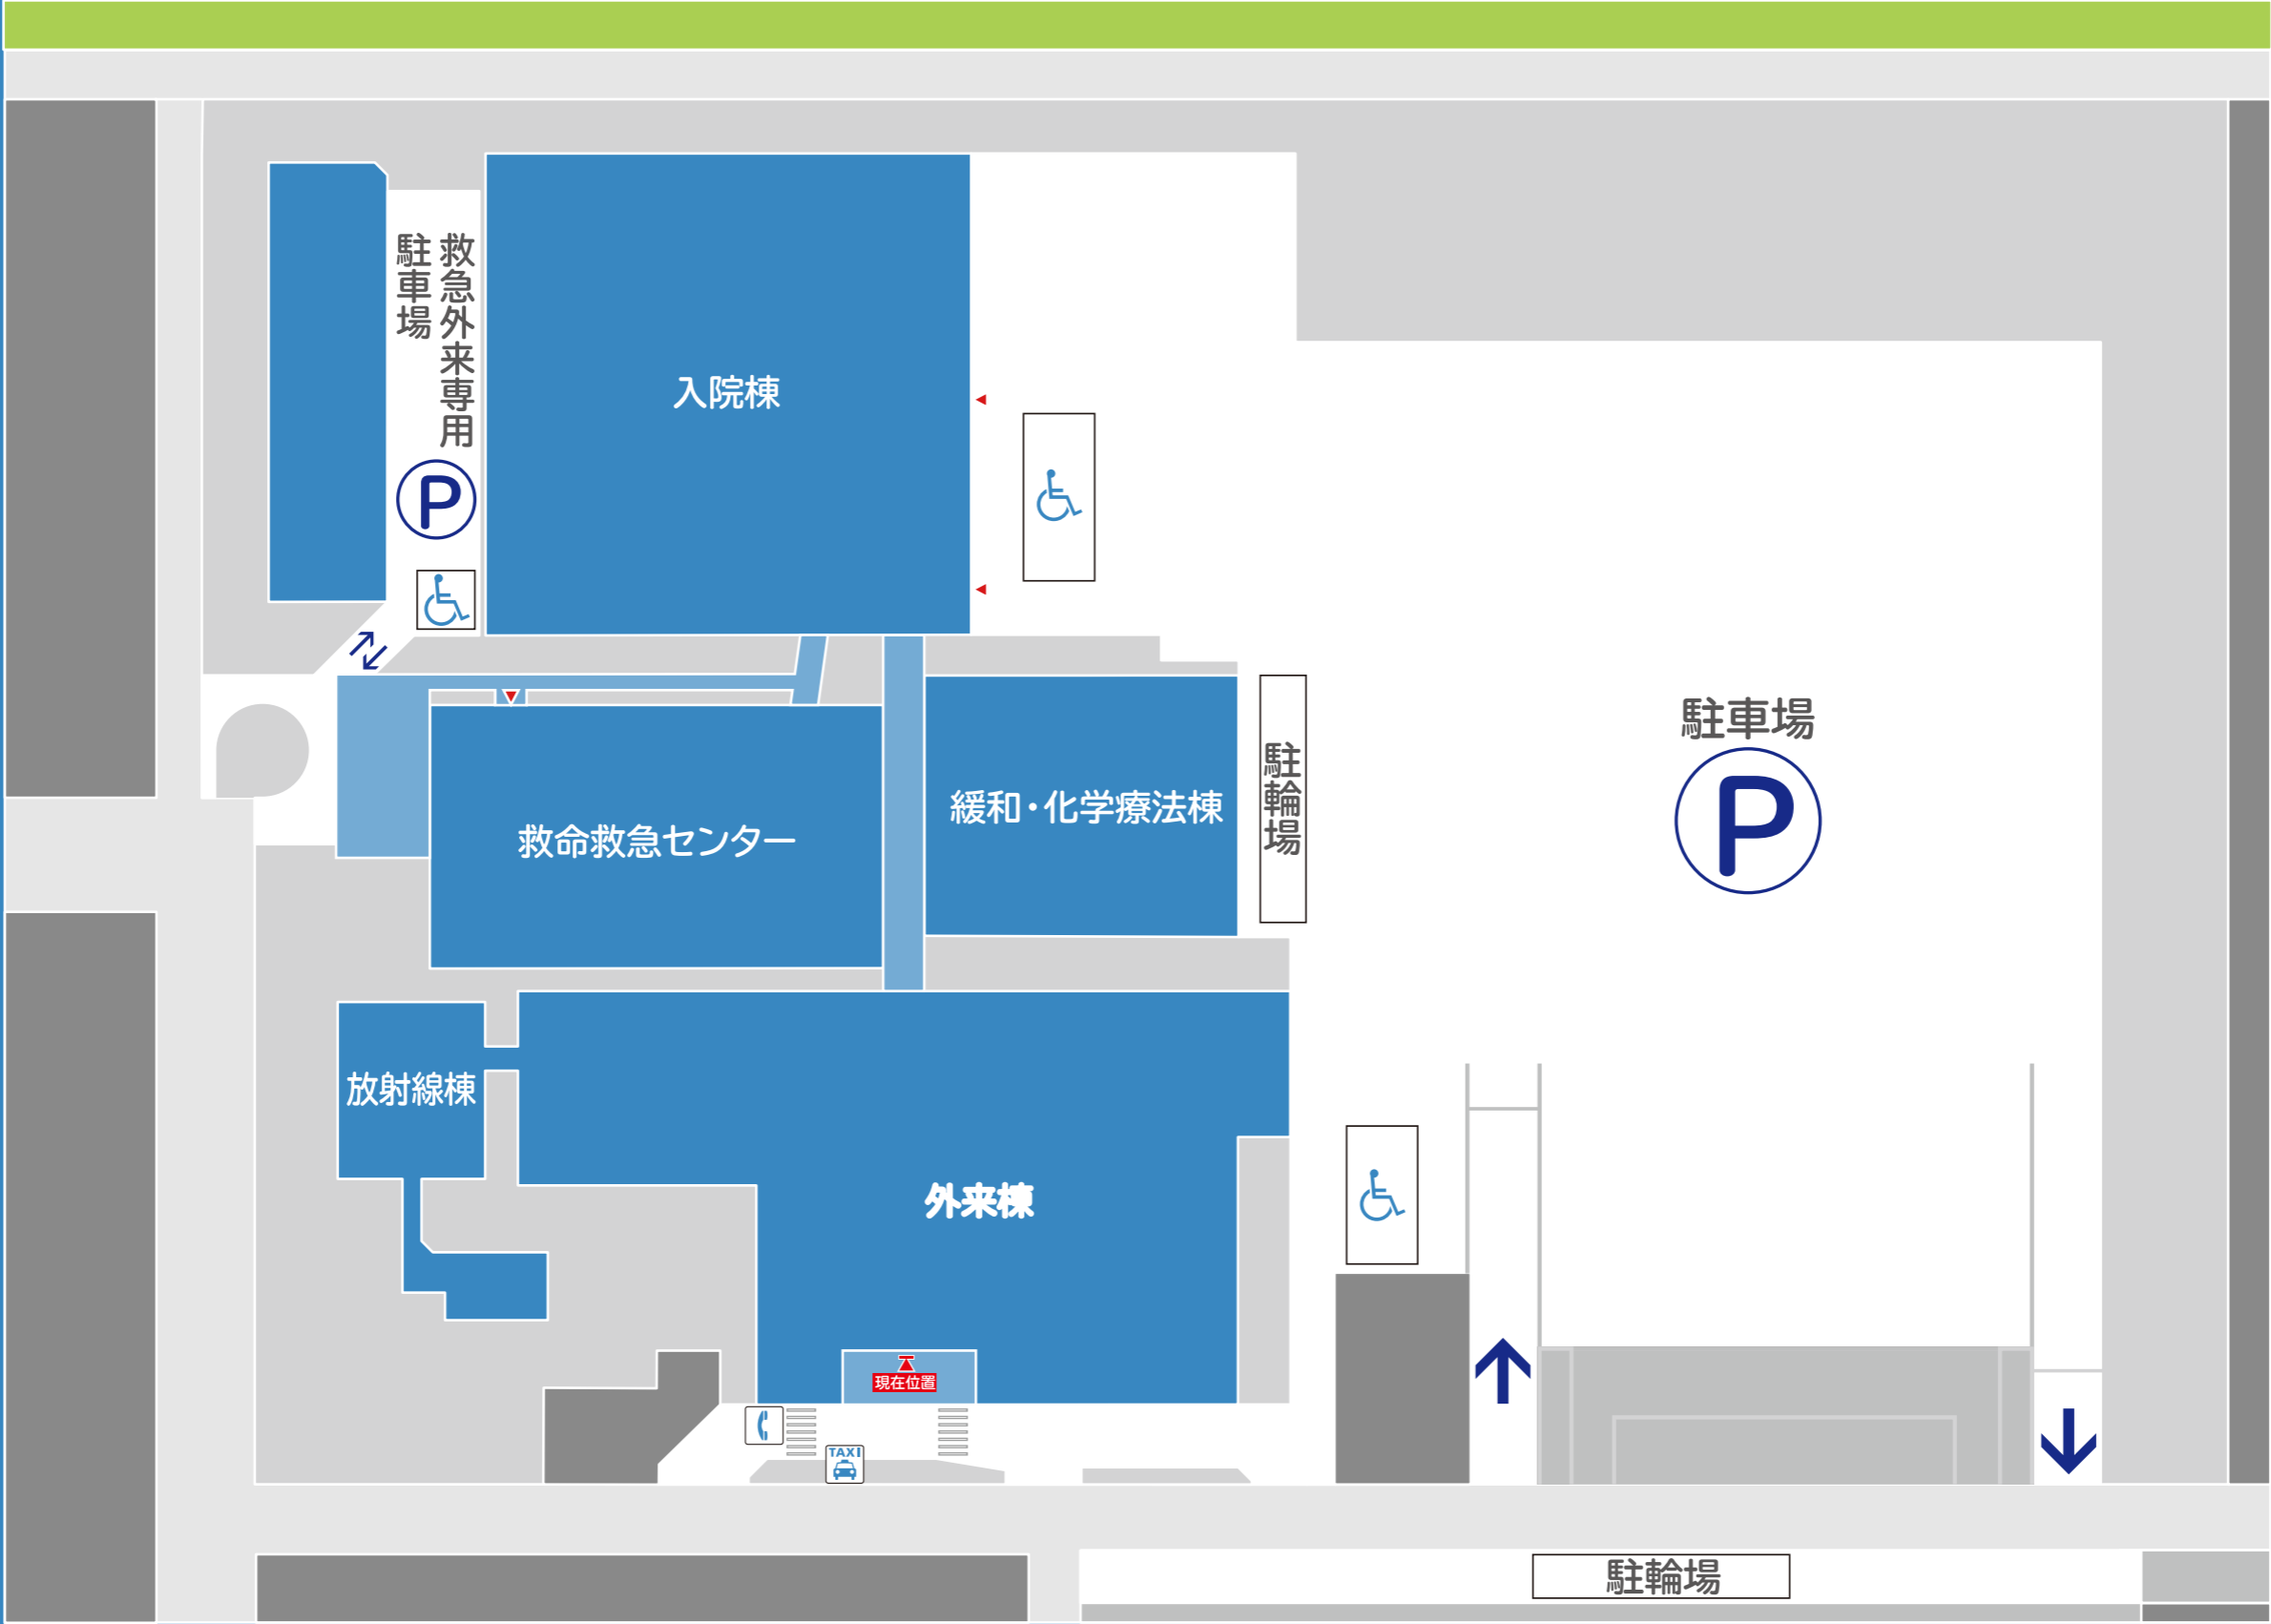 救急外来専用
駐車場
P
入院棟
駐車場
P
駐輪場
緩和・化学療法棟
救命救急センター
放射線棟
外来棟
現在位置
TAXI
駐輪場